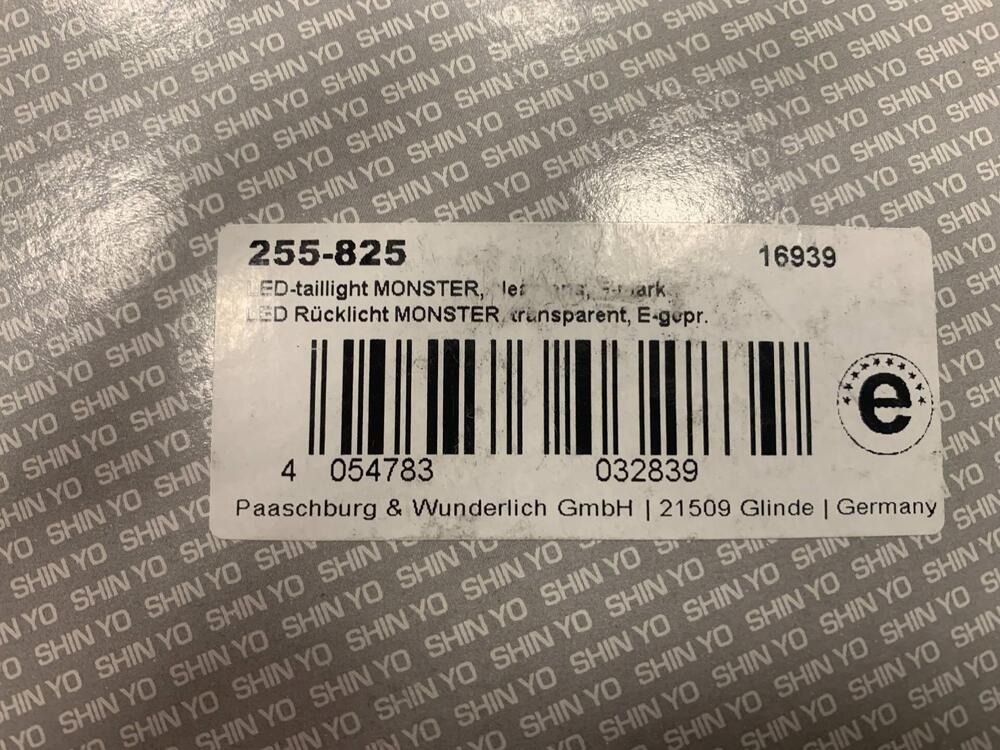 SHIN YO
255-825
16939
LED-taillight MONSTER,
LED Rücklicht MONSTER, transparent, E-gepr.
4 054783 032839
e
Paaschburg & Wunderlich GmbH | 21509 Glinde | Germany